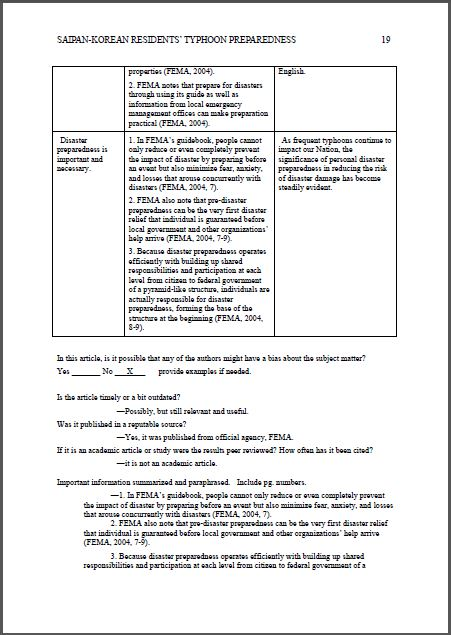 SAIPAN-KOREAN RESIDENTS' TYPHOON PREPAREDNESS 19
properties (FEMA, 2004).
2. FEMA notes that prepare for disasters
through using its guide as well as
information from local emergency
management offices can make preparation
practical (FEMA, 2004).
English.
Disaster
preparedness is
important and
necessary.
1. In FEMA's guidebook, people cannot
only reduce or even completely prevent
the impact of disaster by preparing before
an event but also minimize fear, anxiety,
and losses that arouse concurrently with
disasters (FEMA, 2004, 7).
2. FEMA also note that pre-disaster
preparedness can be the very first disaster
relief that individual is guaranteed before
local government and other organizations'
help arrive (FEMA, 2004, 7-9).
3. Because disaster preparedness operates
efficiently with building up shared
responsibilities and participation at each
level from citizen to federal government
of a pyramid-like structure, individuals are
actually responsible for disaster
preparedness, forming the base of the
structure at the beginning (FEMA, 2004,
8-9).
As frequent typhoons continue to
impact our Nation, the
significance of personal disaster
preparedness in reducing the risk
of disaster damage has become
steadily evident.
In this article, is it possible that any of the authors might have a bias about the subject matter?
Yes _______ No ___X___ provide examples if needed.
Is the article timely or a bit outdated?
—Possibly, but still relevant and useful.
Was it published in a reputable source?
—Yes, it was published from official agency, FEMA.
If it is an academic article or study were the results peer reviewed? How often has it been cited?
—it is not an academic article.
Important information summarized and paraphrased. Include pg. numbers.
—1. In FEMA's guidebook, people cannot only reduce or even completely prevent
the impact of disaster by preparing before an event but also minimize fear, anxiety, and losses
that arouse concurrently with disasters (FEMA, 2004, 7).
2. FEMA also note that pre-disaster preparedness can be the very first disaster relief
that individual is guaranteed before local government and other organizations' help arrive
(FEMA, 2004, 7-9).
3. Because disaster preparedness operates efficiently with building up shared
responsibilities and participation at each level from citizen to federal government of a